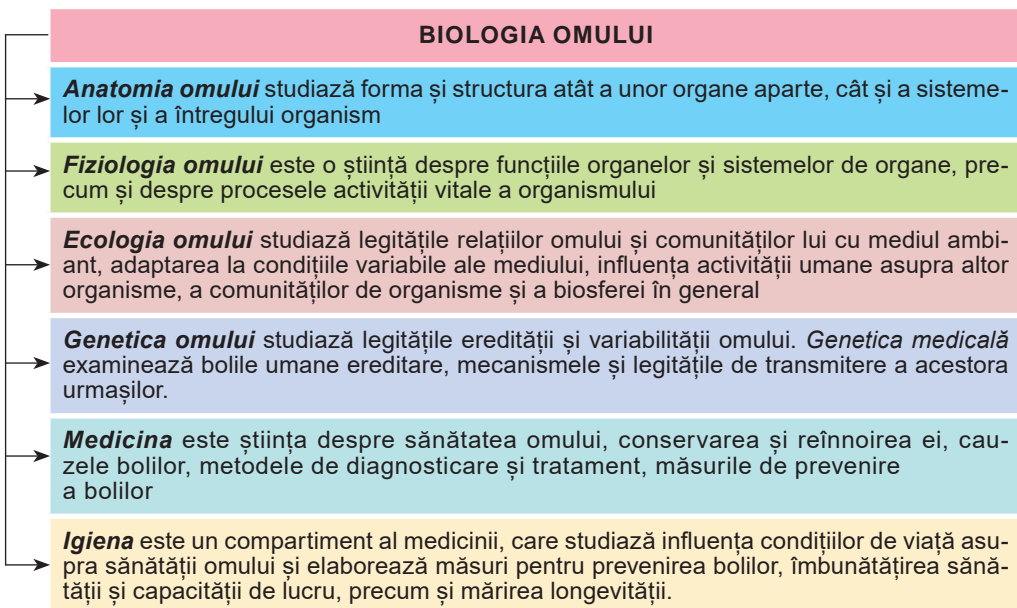 BIOLOGIA OMULUI
Anatomia omului studiază forma și structura atât a unor organe aparte, cât și a sisteme-
lor lor și a întregului organism
Fiziologia omului este o știință despre funcțiile organelor și sistemelor de organe, pre-
cum și despre procesele activității vitale a organismului
Ecologia omului studiază legitățile relațiilor omului și comunităților lui cu mediul ambi-
ant, adaptarea la condițiile variabile ale mediului, influența activității umane asupra altor
organisme, a comunităților de organisme și a biosferei în general
Genetica omului studiază legitățile eredității și variabilității omului. Genetica medicală
examinează bolile umane ereditare, mecanismele și legitățile de transmitere a acestora
urmașilor.
Medicina este știința despre sănătatea omului, conservarea și reînnoirea ei, cau-
zele bolilor, metodele de diagnosticare și tratament, măsurile de prevenire
a bolilor
Igiena este un compartiment al medicinii, care studiază influența condițiilor de viață asu-
pra sănătății omului și elaborează măsuri pentru prevenirea bolilor, îmbunătățirea sănă-
tății și capacității de lucru, precum și mărirea longevității.